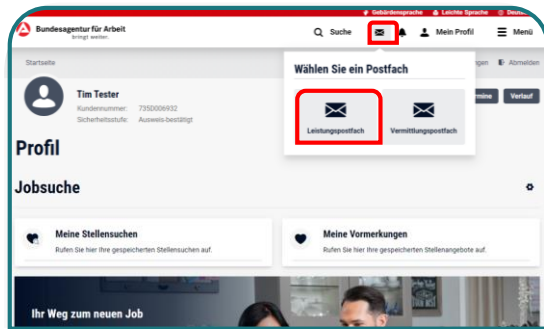 Gebärdensprache Leichte Sprache Deutsch
Bundesagentur für Arbeit
bringt weiter.
Suche Mein Profil Menü
Startseite
Abmelden
Wählen Sie ein Postfach
Leistungspostfach Vermittlungspostfach
Verlauf
Tim Tester
Kundennummer: 735D006932
Sicherheitsstufe: Ausweis-bestätigt
Profil
Jobsuche
Meine Stellensuchen
Rufen Sie hier Ihre gespeicherten Stellensuchen auf.
Meine Vormerkungen
Rufen Sie hier Ihre gespeicherten Stellenangebote auf.
Ihr Weg zum neuen Job